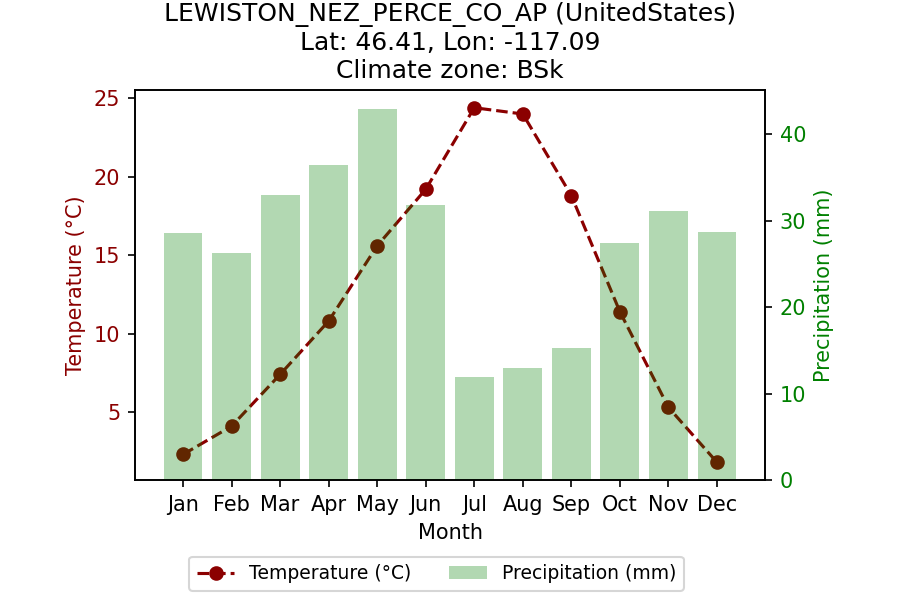 LEWISTON_NEZ_PERCE_CO_AP (UnitedStates)
Lat: 46.41, Lon: -117.09
Climate zone: BSk
25
20
15
10
5
Temperature (°C)
40
30
20
10
0
Precipitation (mm)
Jan Feb Mar Apr May Jun Jul Aug Sep Oct Nov Dec
Month
Temperature (°C) Precipitation (mm)